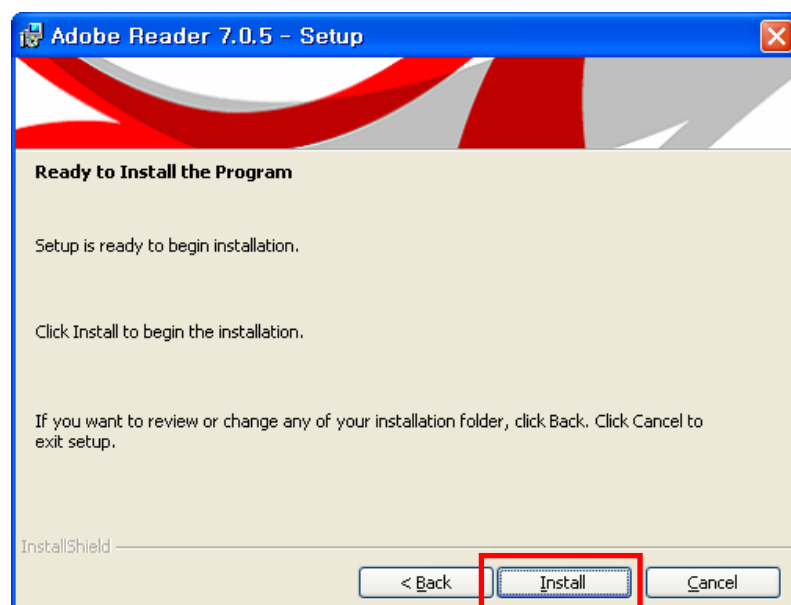 Adobe Reader 7.0.5 - Setup
Ready to Install the Program
Setup is ready to begin installation.
Click Install to begin the installation.
If you want to review or change any of your installation folder, click Back. Click Cancel to
exit setup.
InstallShield
< Back Install Cancel